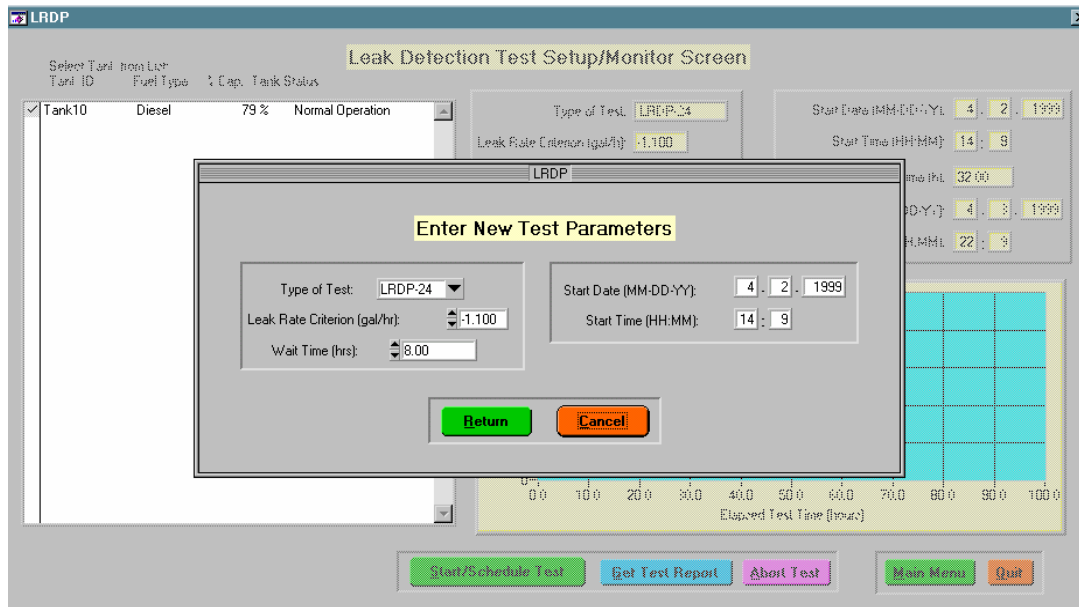 LRDP
Leak Detection Test Setup/Monitor Screen
Select Tank from List
Tank ID Fuel Type % Cap. Tank Status
Tank10 Diesel 79 % Normal Operation
Type of Test: LRDP-24
Leak Rate Criterion (gal/h): -1.100
Start Date (MM-DD-YY): 4 . 2 . 1999
Start Time (HH:MM): 14 : 9
32.00
4 . 3 . 1999
22 : 9
LRDP
Enter New Test Parameters
Type of Test: LRDP-24
Leak Rate Criterion (gal/hr): -1.100
Wait Time (hrs): 8.00
Start Date (MM-DD-YY): 4 . 2 . 1999
Start Time (HH:MM): 14 : 9
Return Cancel
0
0.0 10.0 20.0 30.0 40.0 50.0 60.0 70.0 80.0 90.0 100.0
Elapsed Test Time (hours)
Start/Schedule Test Get Test Report Abort Test Main Menu Quit